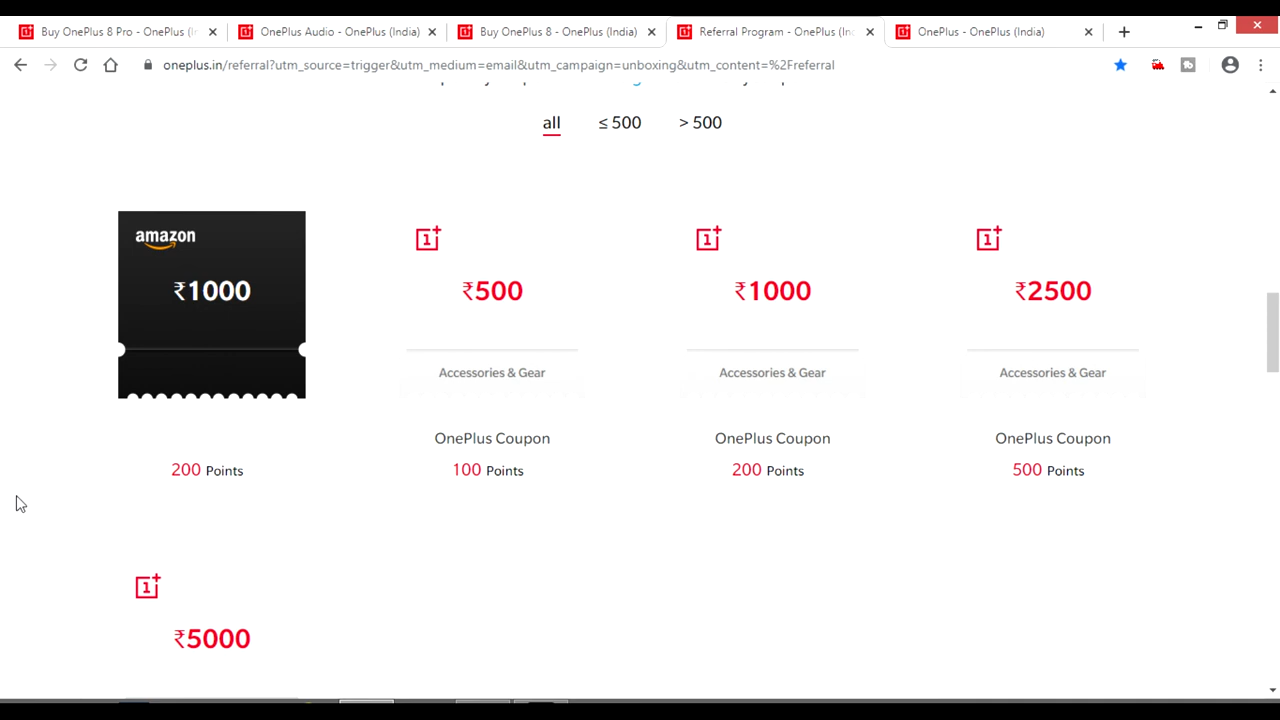 Buy OnePlus 8 Pro - OnePlus (In
OnePlus Audio - OnePlus (India)
Buy OnePlus 8 - OnePlus (India)
Referral Program - OnePlus (Ind
OnePlus - OnePlus (India)
oneplus.in/referral?utm_source=trigger&utm_medium=email&utm_campaign=unboxing&utm_content=%2Freferral
all ≤ 500 > 500
amazon
₹1000
₹500
₹1000
₹2500
Accessories & Gear
Accessories & Gear
Accessories & Gear
OnePlus Coupon
OnePlus Coupon
OnePlus Coupon
200 Points
100 Points
200 Points
500 Points
₹5000